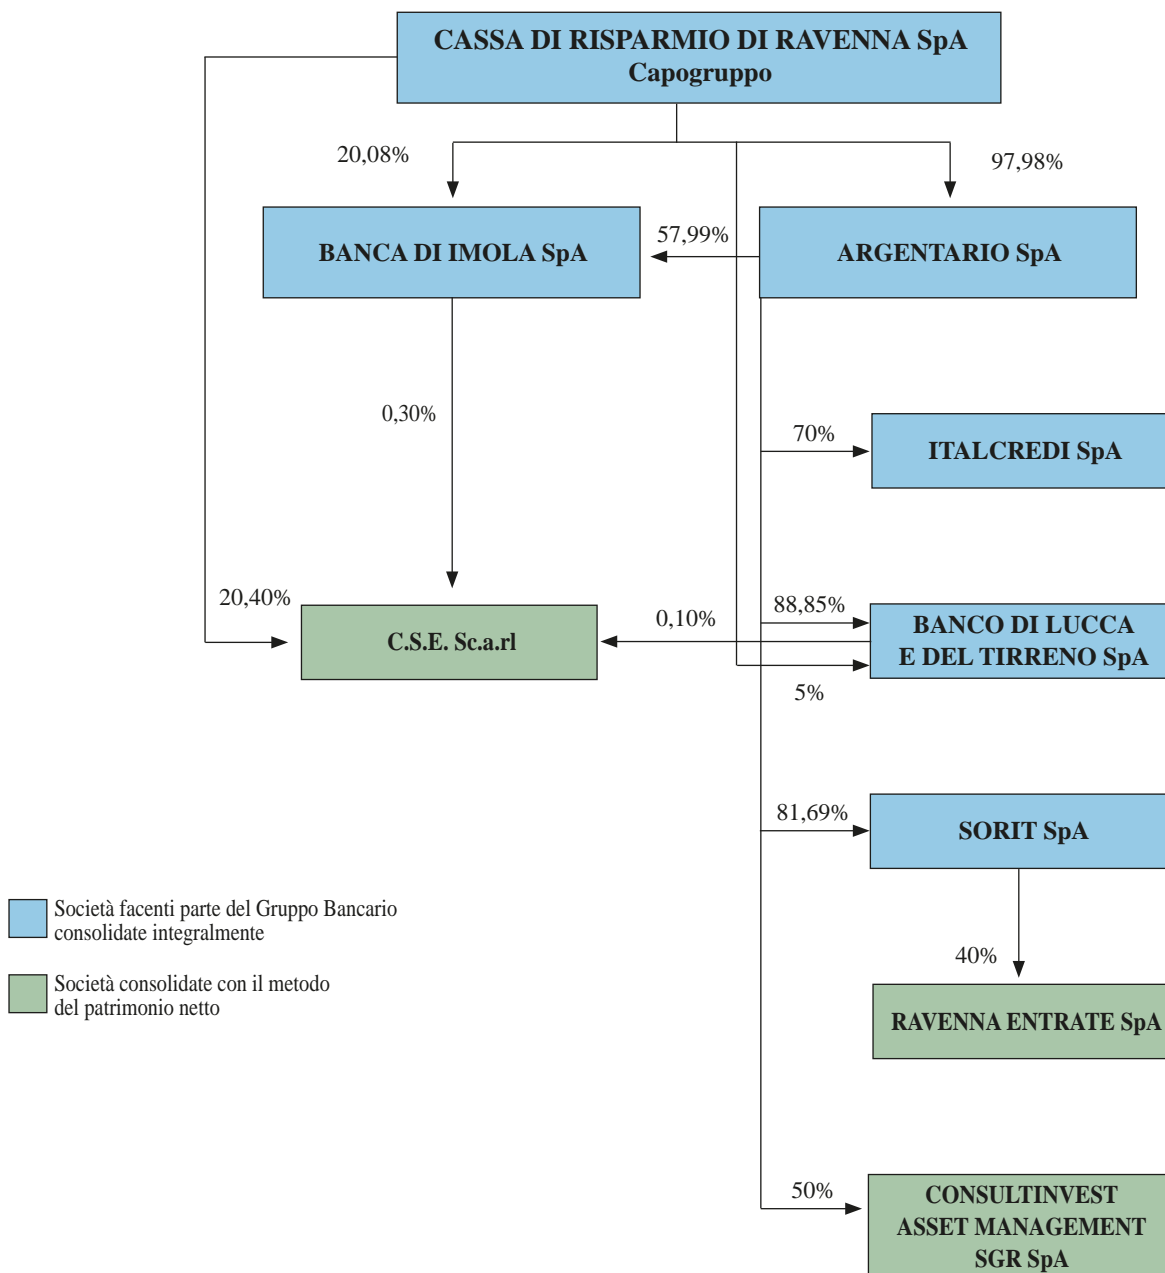 CASSA DI RISPARMIO DI RAVENNA SpA
Capogruppo
20,08%
97,98%
BANCA DI IMOLA SpA
57,99%
ARGENTARIO SpA
0,30%
70%
ITALCREDI SpA
20,40%
C.S.E. Sc.a.rl
0,10%
88,85%
BANCO DI LUCCA
E DEL TIRRENO SpA
5%
81,69%
SORIT SpA
Società facenti parte del Gruppo Bancario
consolidate integralmente
40%
Società consolidate con il metodo
del patrimonio netto
RAVENNA ENTRATE SpA
50%
CONSULTINVEST
ASSET MANAGEMENT
SGR SpA